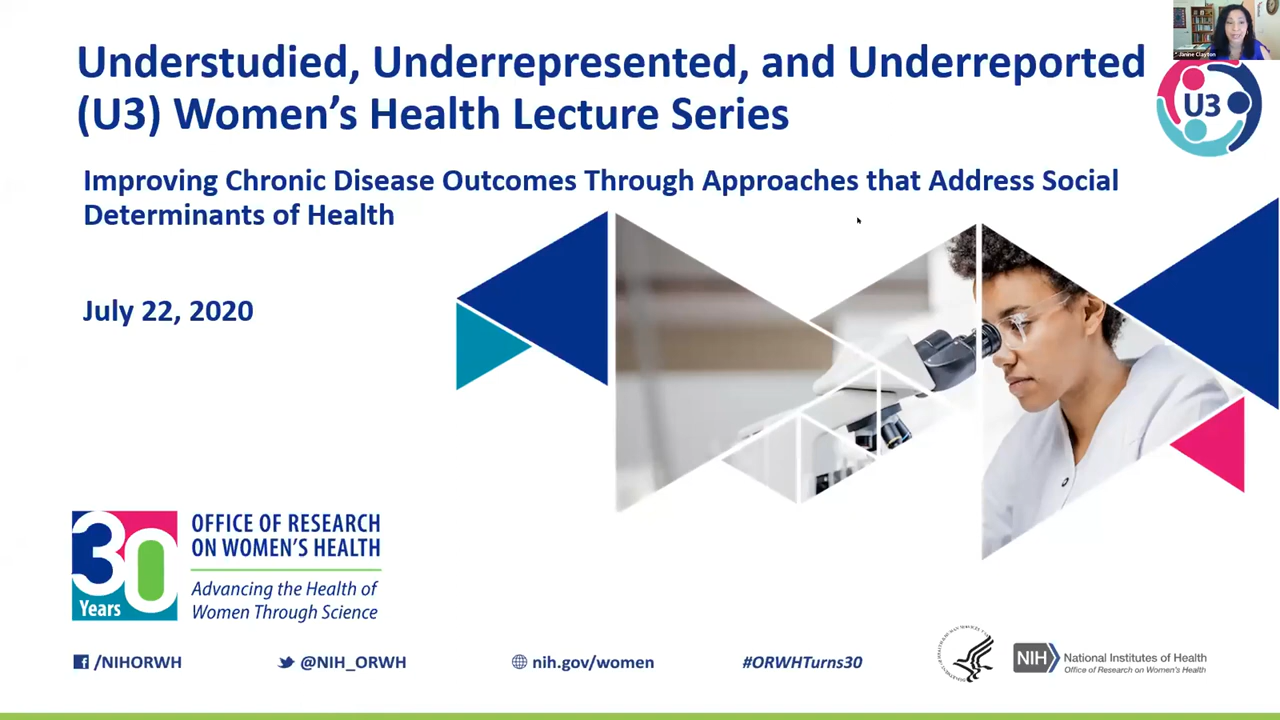 Understudied, Underrepresented, and Underreported
(U3) Women's Health Lecture Series
Janine Clayton
U3
Improving Chronic Disease Outcomes Through Approaches that Address Social
Determinants of Health
July 22, 2020
30
Years
OFFICE OF RESEARCH
ON WOMEN'S HEALTH
Advancing the Health of
Women Through Science
/NIHORWH
@NIH_ORWH
nih.gov/women
#ORWHTurns30
NIH
National Institutes of Health
Office of Research on Women's Health